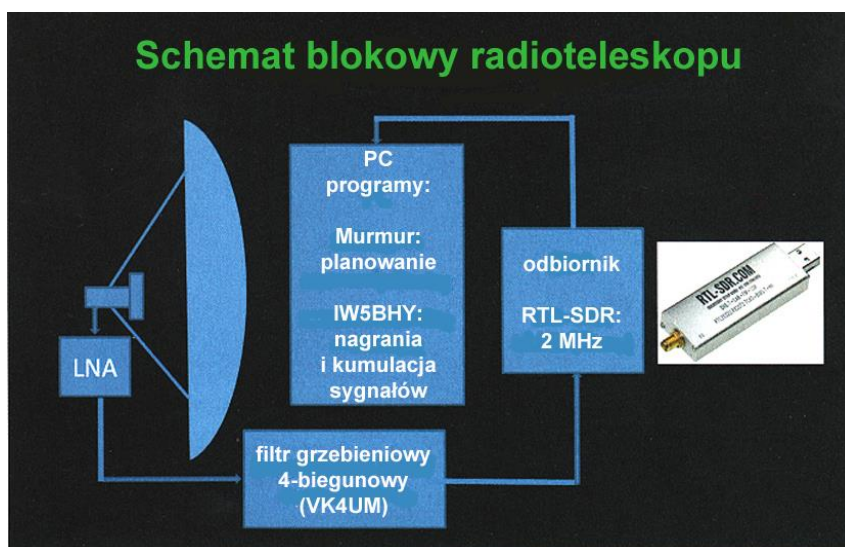 Schemat blokowy radioteleskopu
PC
programy:
Murmur:
planowanie
IW5BHY:
nagrania
i kumulacja
sygnałów
odbiornik
RTL-SDR:
2 MHz
RTL-SDR.COM
LNA
filtr grzebieniowy
4-biegunowy
(VK4UM)